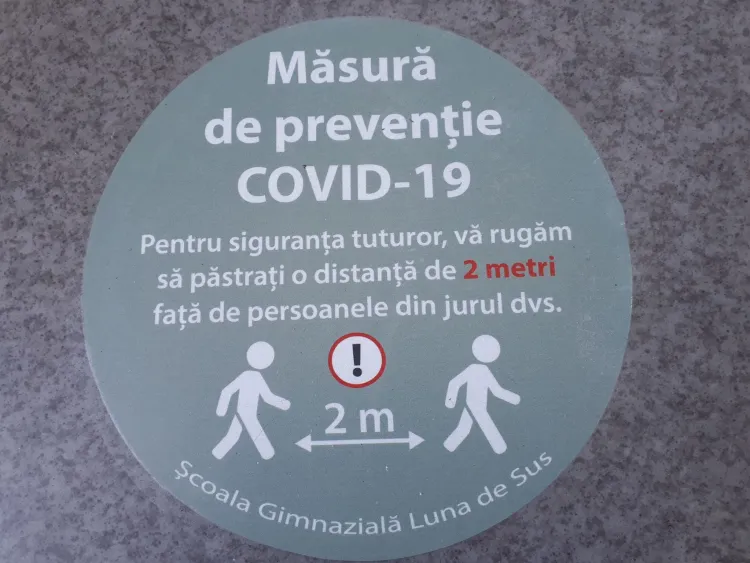 Măsură
de prevenție
COVID-19
Pentru siguranța tuturor, vă rugăm
să păstrați o distanță de 2 metri
față de persoanele din jurul dvs.
!
2 m
Școala Gimnazială Luna de Sus